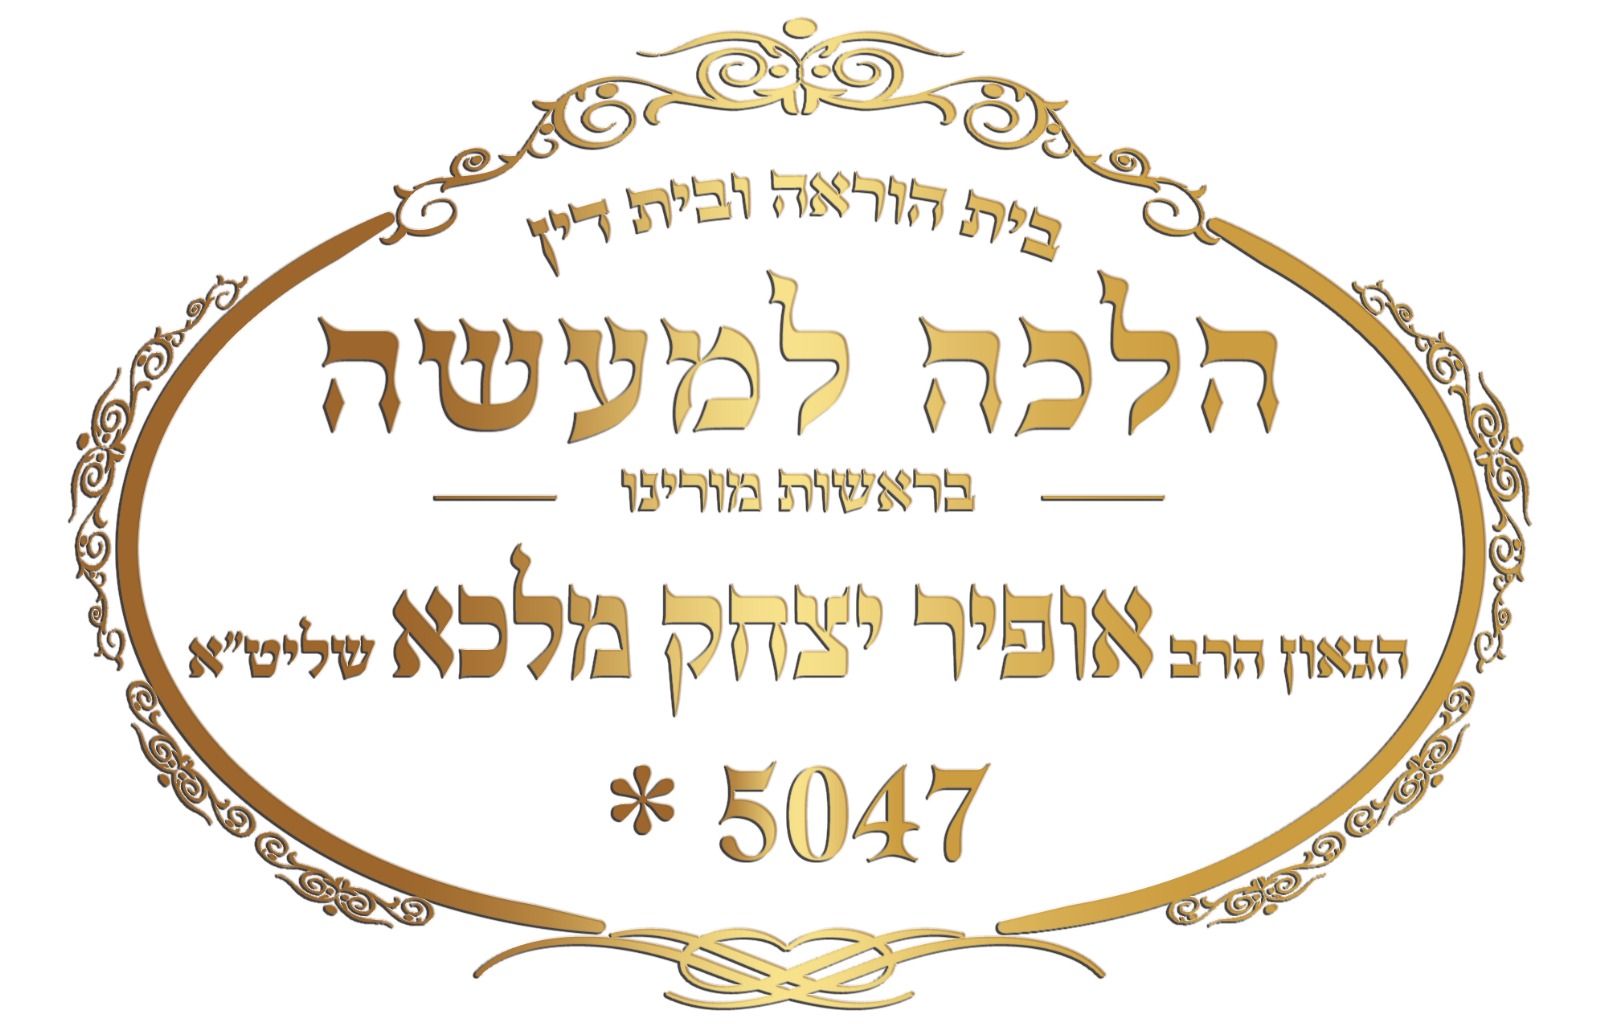 בית הוראה ובית דין
הלכה למעשה
בראשות מורינו
הגאון הרב אופיר יצחק מלכא שליט"א
* 5047